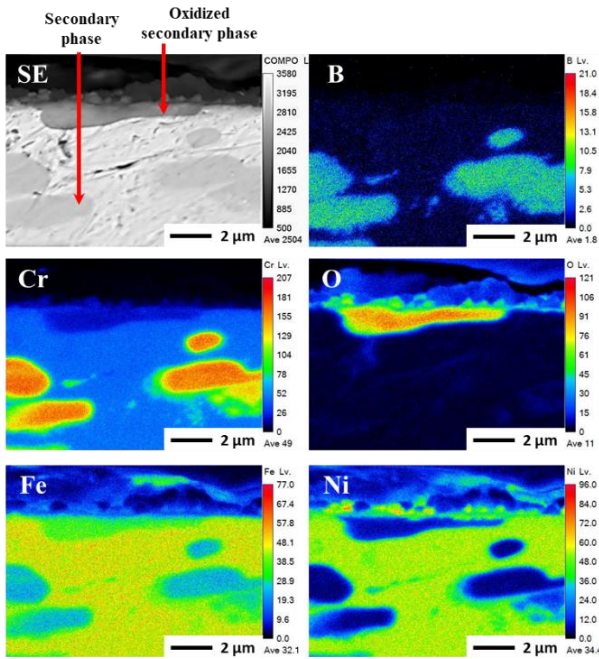 Secondary
phase
Oxidized
secondary phase
SE
COMPO L
3580
3195
2810
2425
2040
1655
1270
885
500
Ave 2504
2 μm
B
B Lv.
21.0
18.4
15.8
13.1
10.5
7.9
5.3
2.6
0.0
Ave 1.8
2 μm
Cr
Cr Lv.
207
181
155
129
104
78
52
26
0
Ave 49
2 μm
O
O Lv.
121
106
91
76
61
45
30
15
0
Ave 11
2 μm
Fe
Fe Lv.
77.0
67.4
57.8
48.1
38.5
28.9
19.3
9.6
0.0
Ave 32.1
2 μm
Ni
Ni Lv.
96.0
84.0
72.0
60.0
48.0
36.0
24.0
12.0
0.0
Ave 34.4
2 μm